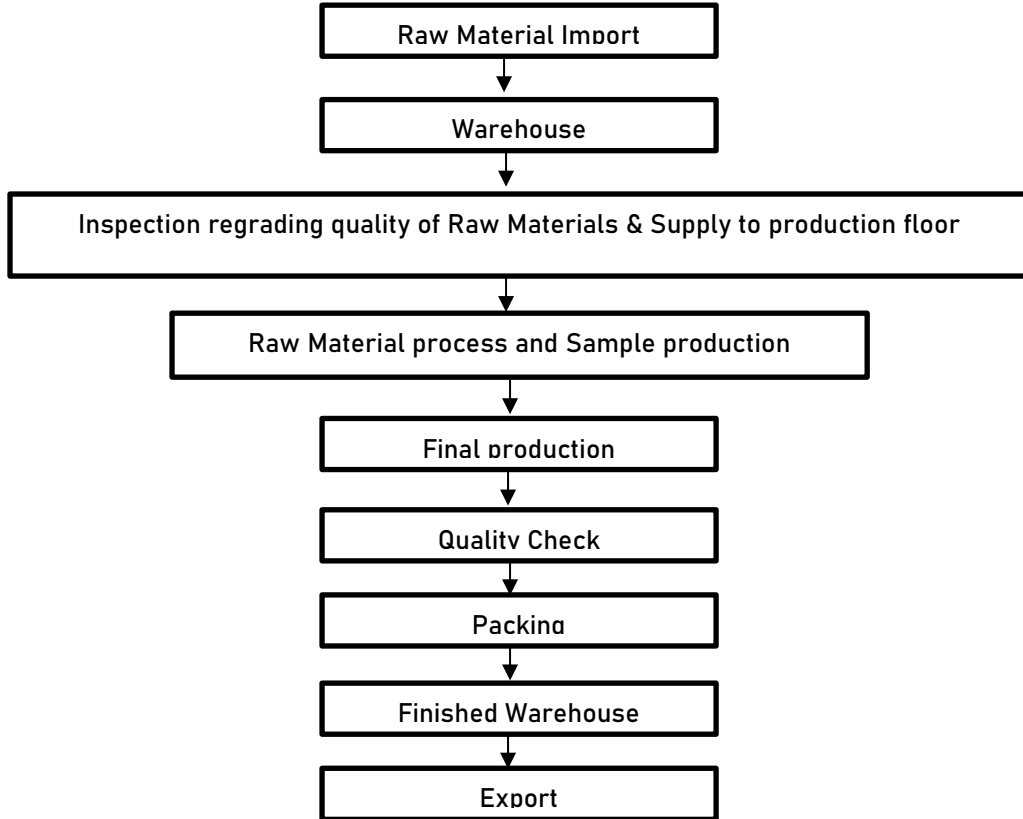 Raw Material Import
Warehouse
Inspection regrading quality of Raw Materials & Supply to production floor
Raw Material process and Sample production
Final production
Quality Check
Packing
Finished Warehouse
Export